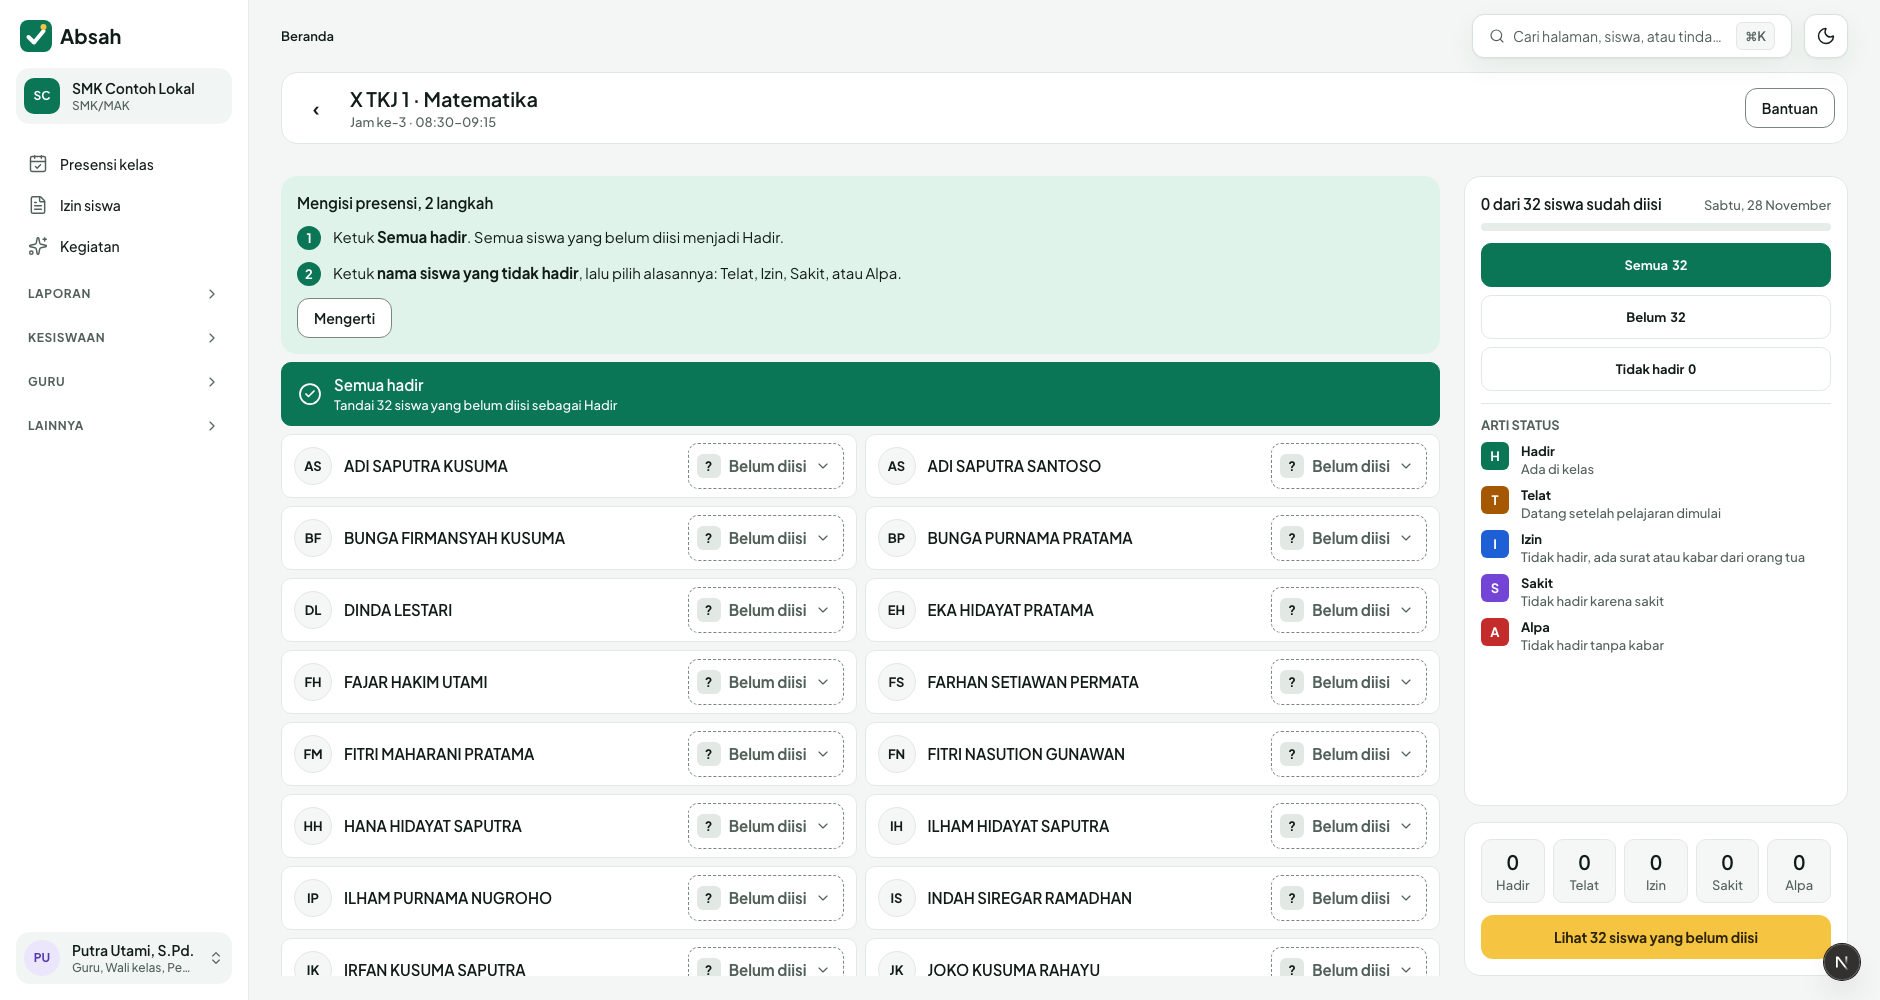 Absah
SC
SMK Contoh Lokal
SMK/MAK
Presensi kelas
Izin siswa
Kegiatan
LAPORAN
KESISWAAN
GURU
LAINNYA
PU
Putra Utami, S.Pd.
Guru, Wali kelas, Pe...
Beranda
Cari halaman, siswa, atau tinda...
⌘K
X TKJ 1 · Matematika
Jam ke-3 · 08:30–09:15
Bantuan
Mengisi presensi, 2 langkah
1 Ketuk Semua hadir. Semua siswa yang belum diisi menjadi Hadir.
2 Ketuk nama siswa yang tidak hadir, lalu pilih alasannya: Telat, Izin, Sakit, atau Alpa.
Mengerti
Semua hadir
Tandai 32 siswa yang belum diisi sebagai Hadir
AS ADI SAPUTRA KUSUMA ? Belum diisi
AS ADI SAPUTRA SANTOSO ? Belum diisi
BF BUNGA FIRMANSYAH KUSUMA ? Belum diisi
BP BUNGA PURNAMA PRATAMA ? Belum diisi
DL DINDA LESTARI ? Belum diisi
EH EKA HIDAYAT PRATAMA ? Belum diisi
FH FAJAR HAKIM UTAMI ? Belum diisi
FS FARHAN SETIAWAN PERMATA ? Belum diisi
FM FITRI MAHARANI PRATAMA ? Belum diisi
FN FITRI NASUTION GUNAWAN ? Belum diisi
HH HANA HIDAYAT SAPUTRA ? Belum diisi
IH ILHAM HIDAYAT SAPUTRA ? Belum diisi
IP ILHAM PURNAMA NUGROHO ? Belum diisi
IS INDAH SIREGAR RAMADHAN ? Belum diisi
IK IRFAN KUSUMA SAPUTRA ? Belum diisi
JK JOKO KUSUMA RAHAYU ? Belum diisi
0 dari 32 siswa sudah diisi
Sabtu, 28 November
Semua 32
Belum 32
Tidak hadir 0
ARTI STATUS
H Hadir
Ada di kelas
T Telat
Datang setelah pelajaran dimulai
I Izin
Tidak hadir, ada surat atau kabar dari orang tua
S Sakit
Tidak hadir karena sakit
A Alpa
Tidak hadir tanpa kabar
0 0 0 0 0
Hadir Telat Izin Sakit Alpa
Lihat 32 siswa yang belum diisi
N